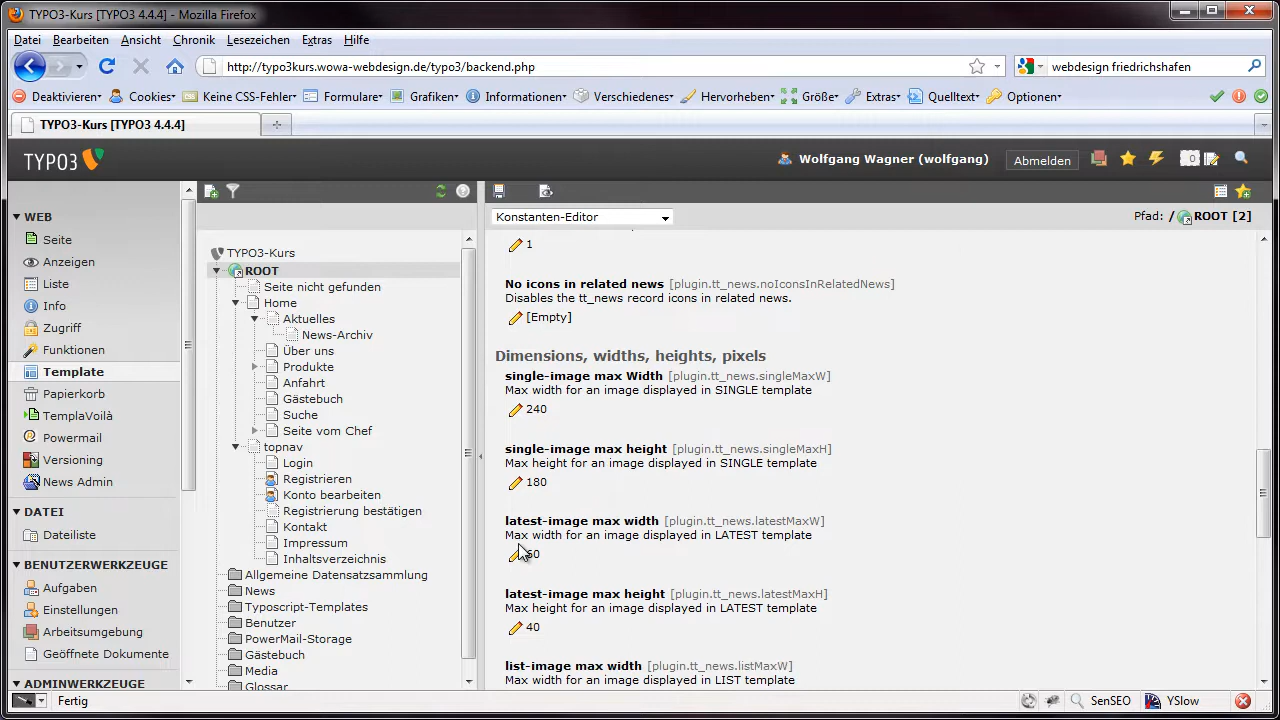 TYPO3-Kurs [TYPO3 4.4.4] - Mozilla Firefox
Datei Bearbeiten Ansicht Chronik Lesezeichen Extras Hilfe
http://typo3kurs.wowa-webdesign.de/typo3/backend.php
webdesign friedrichshafen
Deaktivieren Cookies Keine CSS-Fehler Formulare Grafiken Informationen Verschiedenes Hervorheben Größe Extras Quelltext Optionen
TYPO3-Kurs [TYPO3 4.4.4]
TYPO3
Wolfgang Wagner (wolfgang)
Abmelden
0
WEB
Seite
Anzeigen
Liste
Info
Zugriff
Funktionen
Template
Papierkorb
TemplaVoilà
Powermail
Versioning
News Admin
DATEI
Dateiliste
BENUTZERWERKZEUGE
Aufgaben
Einstellungen
Arbeitsumgebung
Geöffnete Dokumente
ADMINWERKZEUGE
TYPO3-Kurs
ROOT
Seite nicht gefunden
Home
Aktuelles
News-Archiv
Über uns
Produkte
Anfahrt
Gästebuch
Suche
Seite vom Chef
topnav
Login
Registrieren
Konto bearbeiten
Registrierung bestätigen
Kontakt
Impressum
Inhaltsverzeichnis
Allgemeine Datensatzsammlung
News
Typoscript-Templates
Benutzer
PowerMail-Storage
Gästebuch
Media
Glossar
Konstanten-Editor
Pfad: / ROOT [2]
1
No icons in related news [plugin.tt_news.noIconsInRelatedNews]
Disables the tt_news record icons in related news.
[Empty]
Dimensions, widths, heights, pixels
single-image max Width [plugin.tt_news.singleMaxW]
Max width for an image displayed in SINGLE template
240
single-image max height [plugin.tt_news.singleMaxH]
Max height for an image displayed in SINGLE template
180
latest-image max width [plugin.tt_news.latestMaxW]
Max width for an image displayed in LATEST template
latest-image max height [plugin.tt_news.latestMaxH]
Max height for an image displayed in LATEST template
40
list-image max width [plugin.tt_news.listMaxW]
Max width for an image displayed in LIST template
Fertig
SenSEO
YSlow